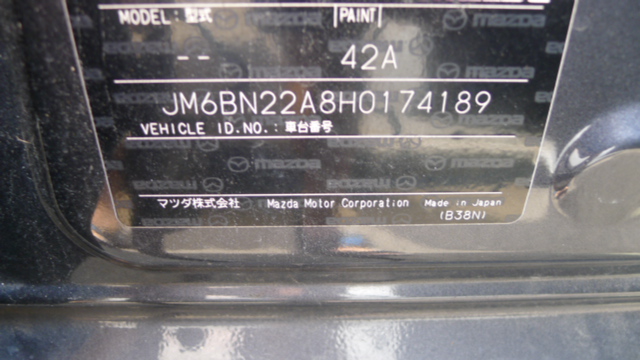 MODEL: 型式 PAINT
-- 42A
JM6BN22A8H0174189
VEHICLE ID.NO.: 車台番号
マツダ株式会社 Mazda Motor Corporation Made in Japan
(B38N)